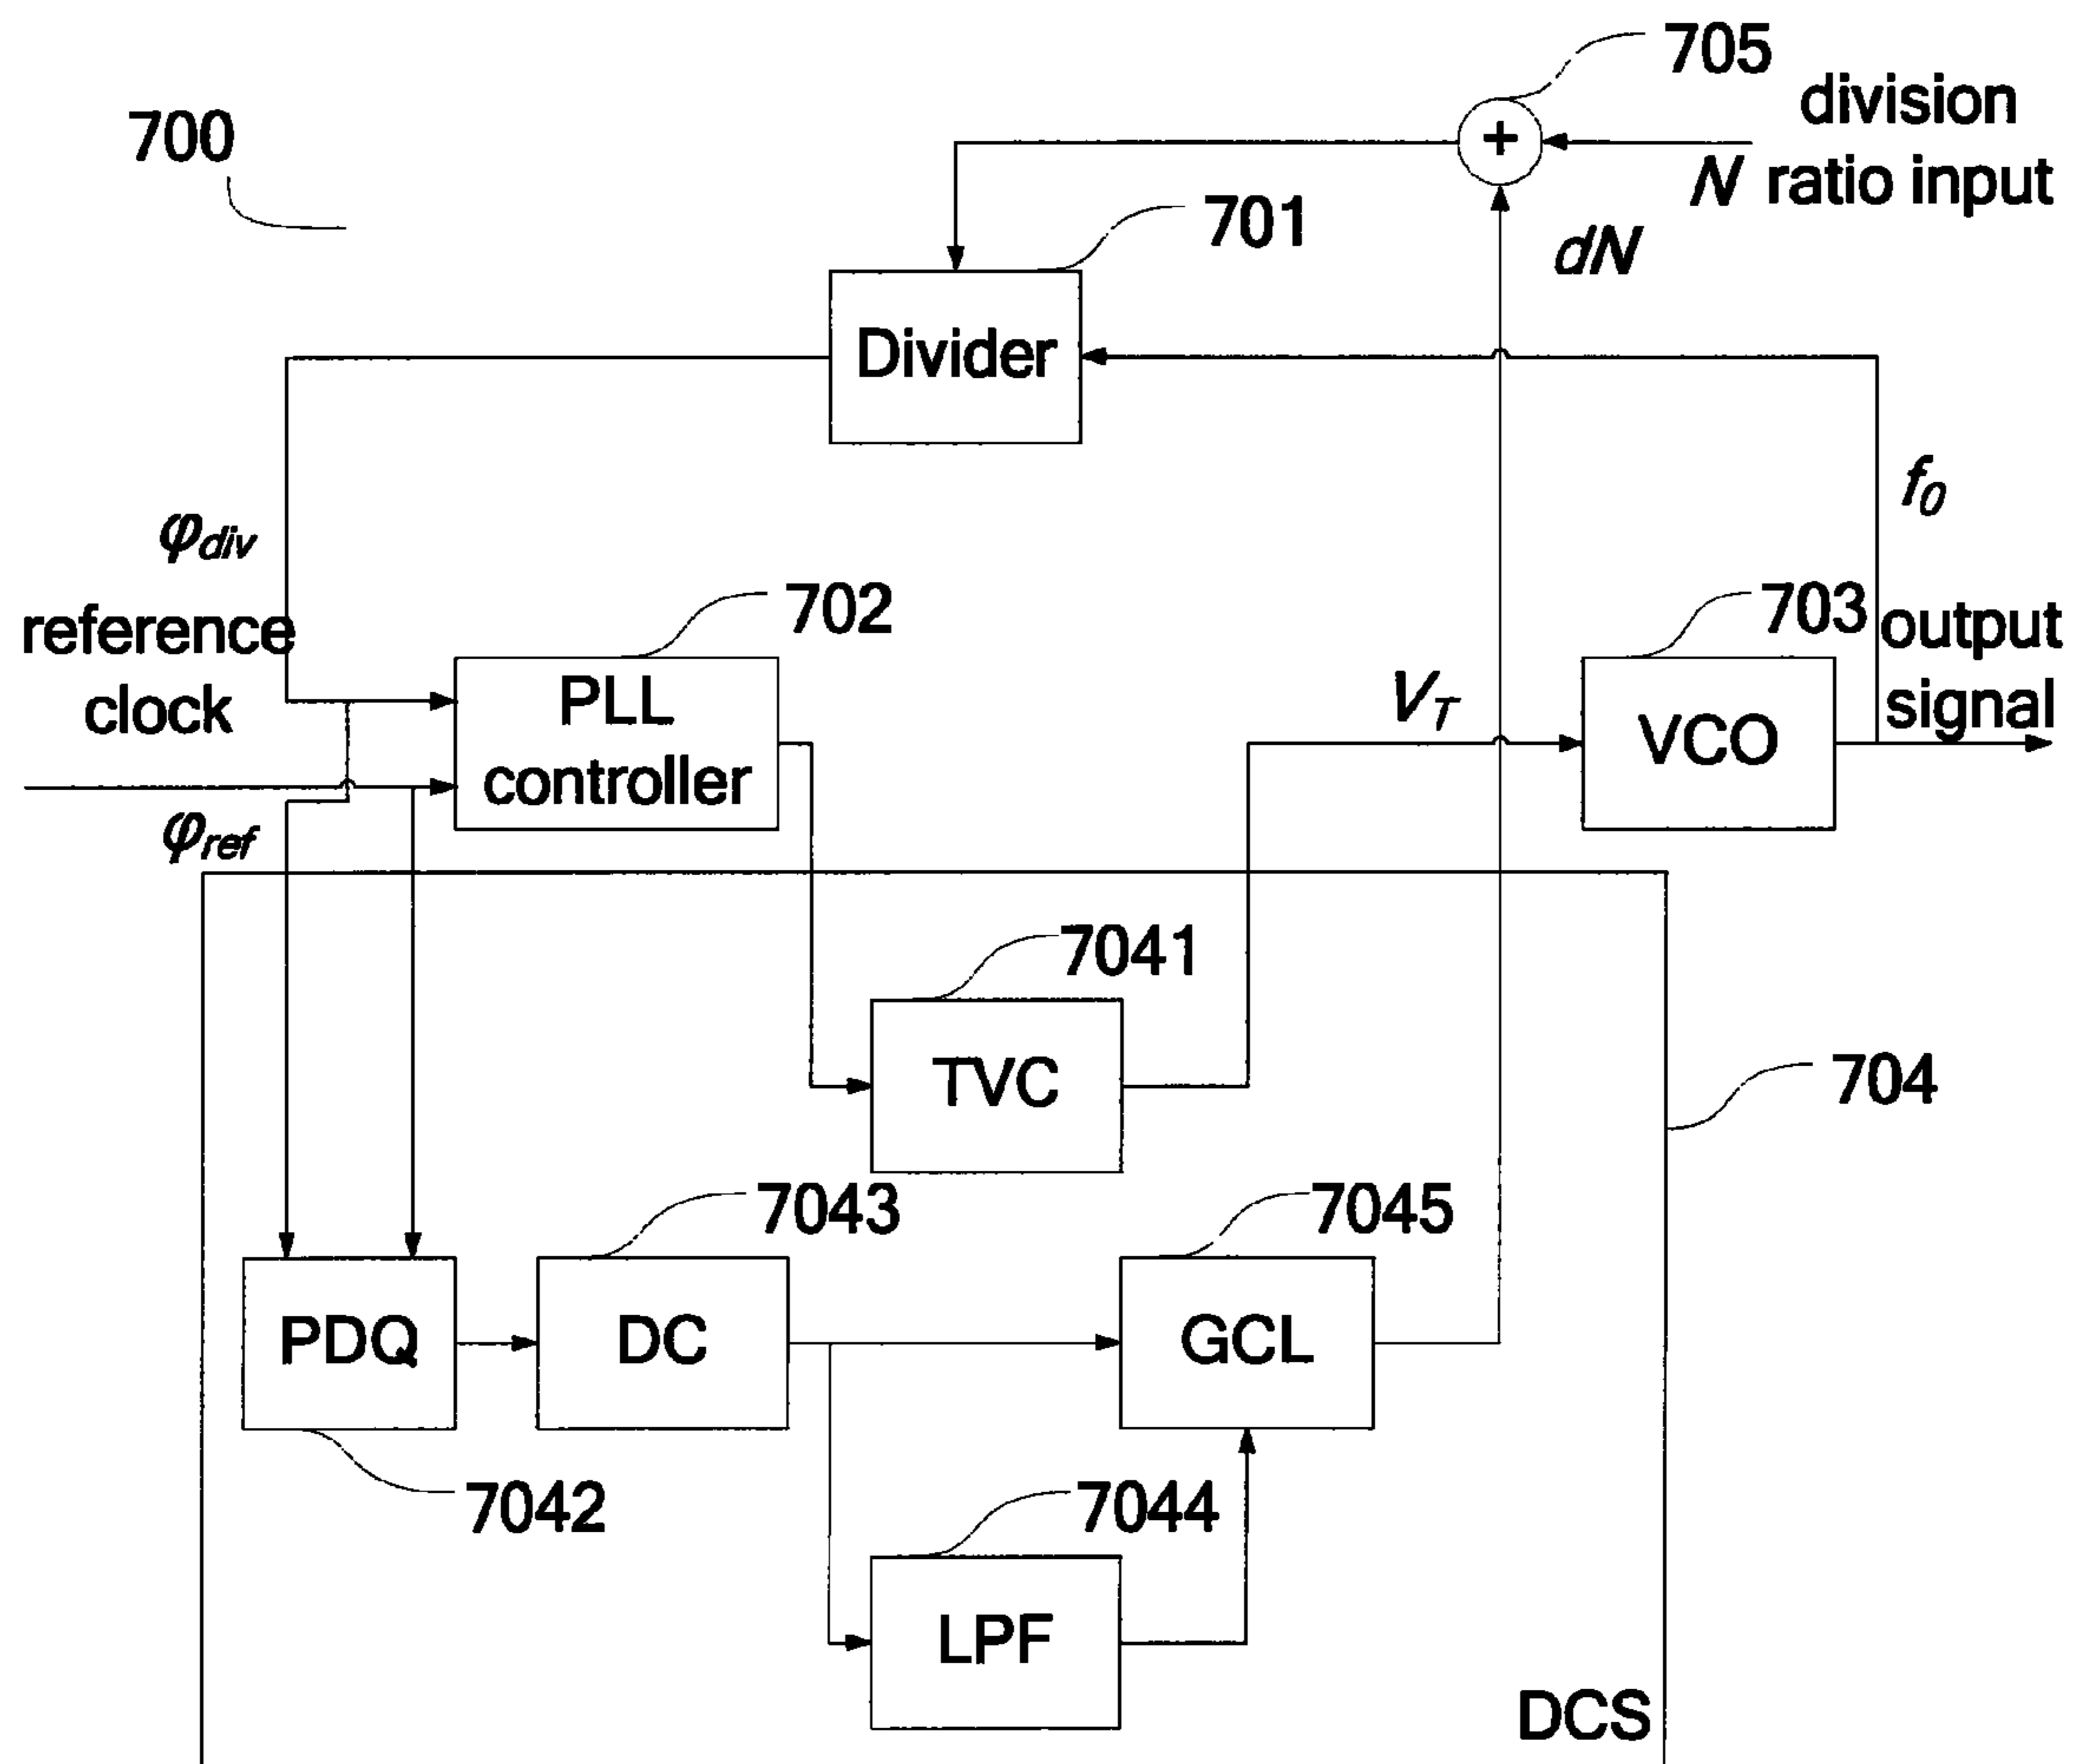 705
division
N ratio input
700
701
dN
Divider
f0
φdiv
reference
clock
702
703
output
signal
PLL
controller
VT
VCO
φref
7041
TVC
704
7043
7045
PDQ
DC
GCL
7042
7044
LPF
DCS